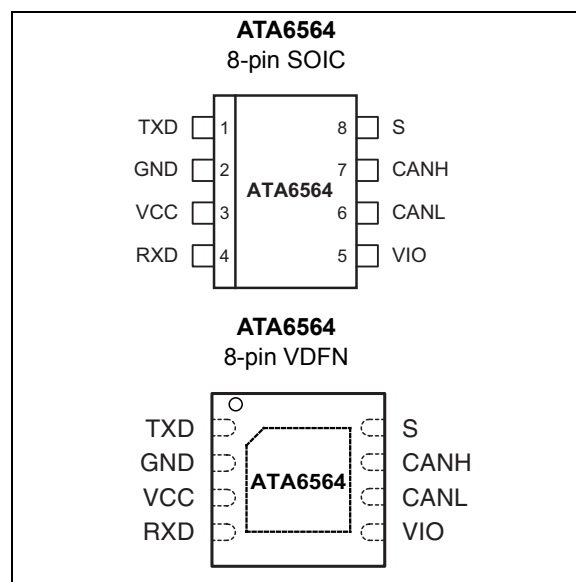 ATA6564
8-pin SOIC
TXD 1 8 S
GND 2 7 CANH
ATA6564
VCC 3 6 CANL
RXD 4 5 VIO
ATA6564
8-pin VDFN
TXD S
GND CANH
ATA6564
VCC CANL
RXD VIO